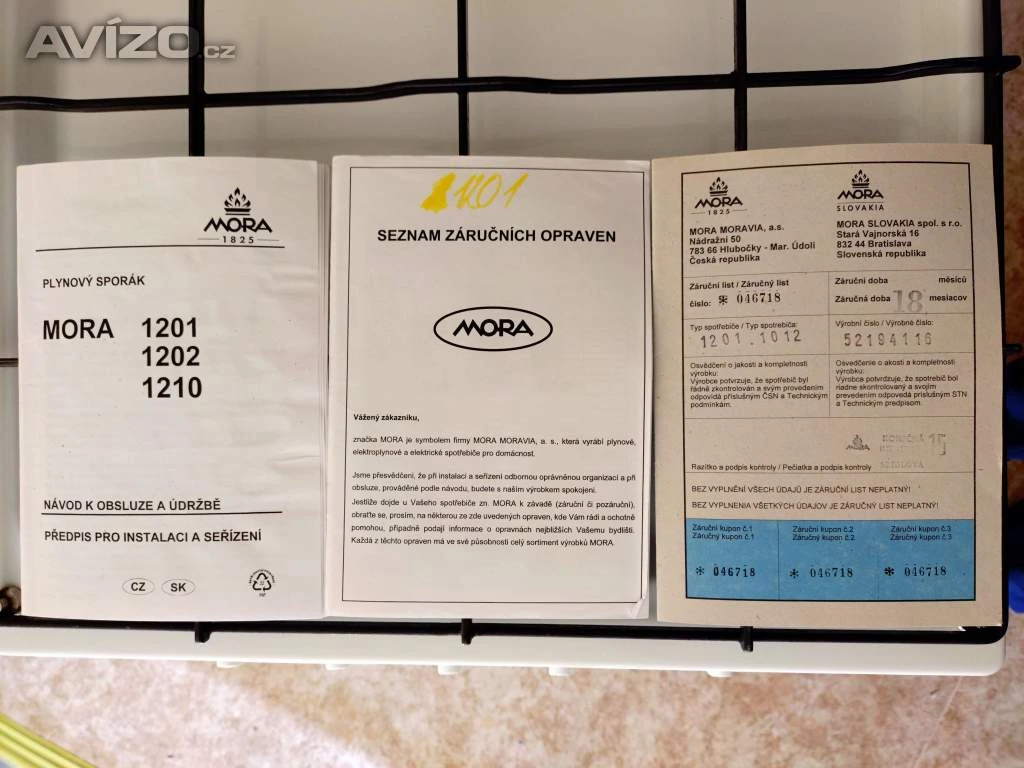 AVÍZO.cz
MORA
1825
PLYNOVÝ SPORÁK
MORA 1201
1202
1210
NÁVOD K OBSLUZE A ÚDRŽBĚ
PŘEDPIS PRO INSTALACI A SEŘÍZENÍ
CZ SK
1201
SEZNAM ZÁRUČNÍCH OPRAVEN
MORA
Vážený zákazníku,
značka MORA je symbolem firmy MORA MORAVIA, a. s., která vyrábí plynové,
elektroplynové a elektrické spotřebiče pro domácnost.
Jsme přesvědčeni, že při instalaci a seřízení odbornou oprávněnou organizací a při
obsluze, prováděné podle návodu, budete s naším výrobkem spokojeni.
Jestliže dojde u Vašeho spotřebiče zn. MORA k závadě (záruční či pozáruční),
obraťte se, prosím, na některou ze zde uvedených opraven, kde Vám rádi a ochotně
pomohou, případně podají informace o opravnách nejbližších Vašemu bydlišti.
Každá z těchto opraven má ve své působnosti celý sortiment výrobků MORA.
MORA
1825
MORA MORAVIA, a.s.
Nádražní 50
783 66 Hlubočky - Mar. Údolí
Česká republika
MORA
SLOVAKIA
MORA SLOVAKIA spol. s r.o.
Stará Vajnorská 16
832 44 Bratislava
Slovenská republika
Záruční list / Záručný list
číslo: ✻ 046718
Záruční doba měsíců
Záručná doba 18 mesiacov
Typ spotřebiče / Typ spotrebiča:
1201.1012
Výrobní číslo / Výrobné číslo:
52194116
Osvědčení o jakosti a kompletnosti
výrobku:
Výrobce potvrzuje, že spotřebič byl
řádně zkontrolován a svým provedením
odpovídá příslušným ČSN a Technickým
podmínkám.
Osvedčenie o akosti a kompletnosti
výrobku:
Výrobca potvrdzuje, že spotrebič bol
riadne skontrolovaný a svojím
prevedením odpovedá príslušným STN
a Technickým predpisom.
15
Razítko a podpis kontroly / Pečiatka a podpis kontroly
BEZ VYPLNĚNÍ VŠECH ÚDAJŮ JE ZÁRUČNÍ LIST NEPLATNÝ!
BEZ VYPLNENIA VŠETKÝCH ÚDAJOV JE ZÁRUČNÝ LIST NEPLATNÝ!
Záruční kupon č.1
Záručný kupon č.1
✻ 046718
Záruční kupon č.2
Záručný kupon č.2
✻ 046718
Záruční kupon č.3
Záručný kupon č.3
✻ 046718